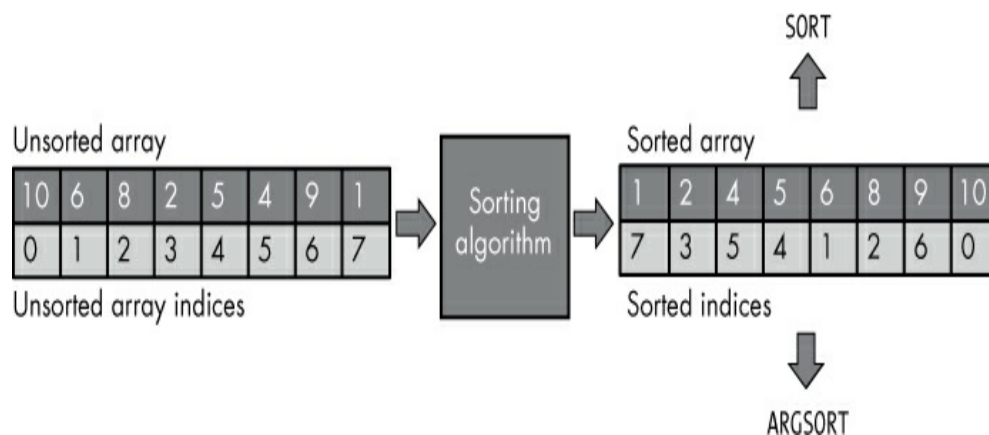 SORT
Unsorted array
10 6 8 2 5 4 9 1
0 1 2 3 4 5 6 7
Unsorted array indices
Sorting
algorithm
Sorted array
1 2 4 5 6 8 9 10
7 3 5 4 1 2 6 0
Sorted indices
ARGSORT